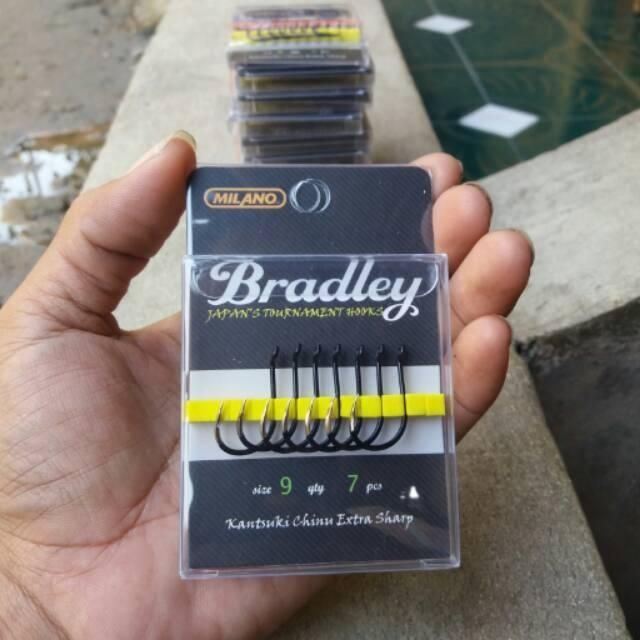 MILANO
Bradley
JAPAN'S TOURNAMENT HOOKS
size 9 qty 7 pcs
Kantsuki Chinu Extra Sharp